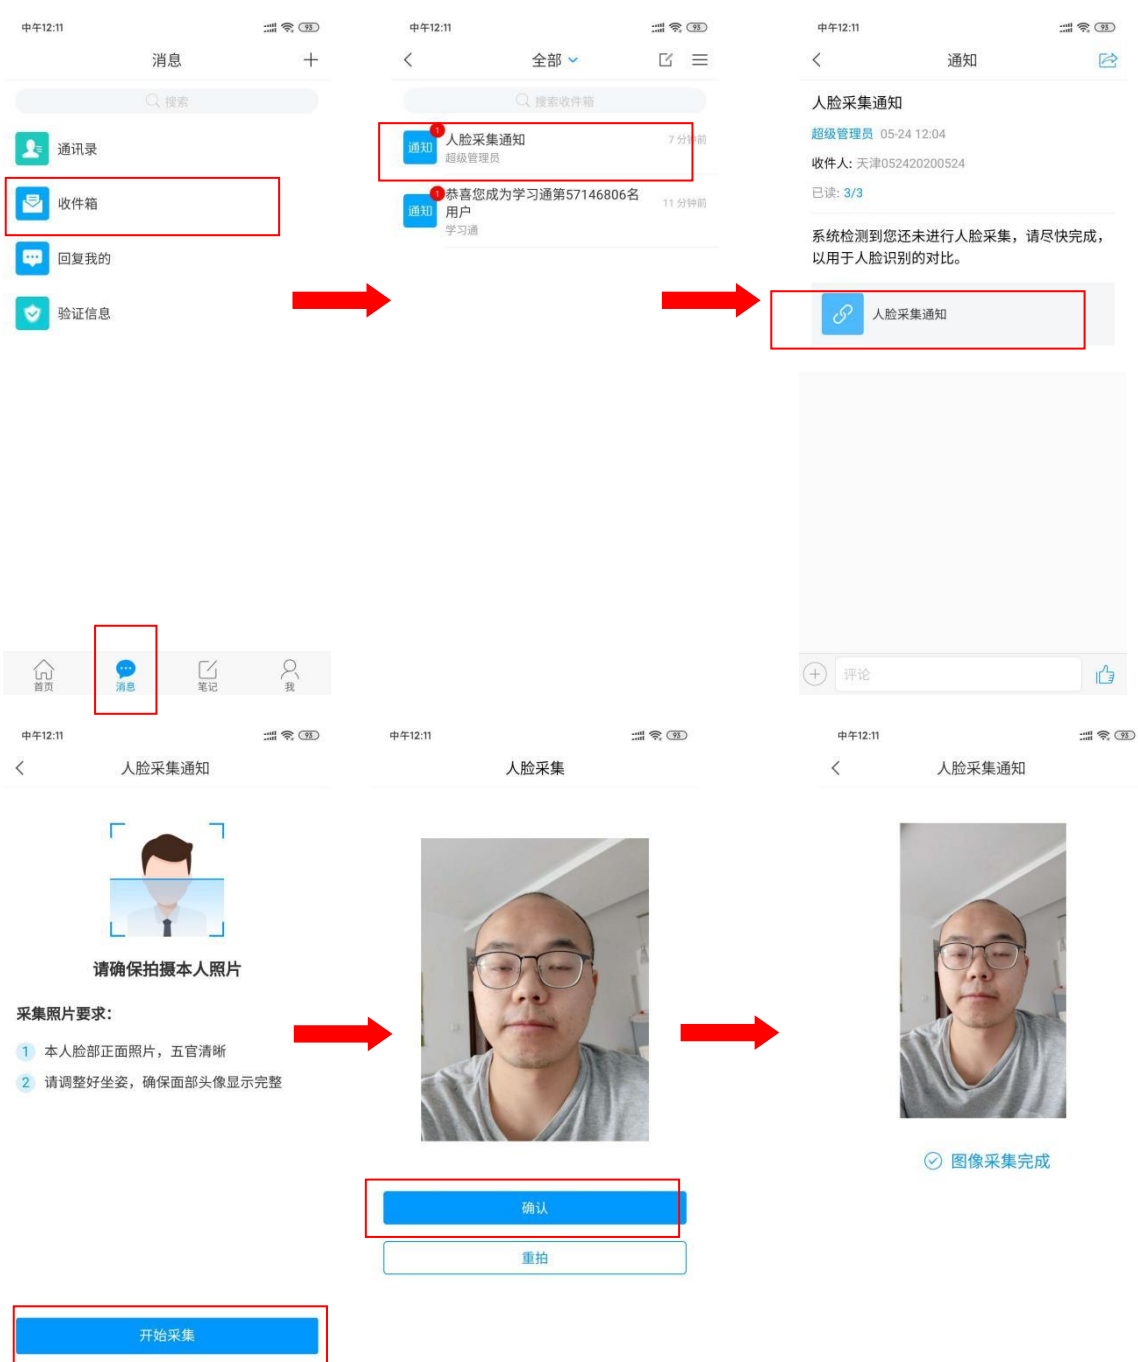 中午12:11
93
消息
搜索
通讯录
收件箱
回复我的
验证信息
首页
消息
笔记
我
中午12:11
93
全部
搜索收件箱
通知
1
人脸采集通知
7 分钟前
超级管理员
通知
1
恭喜您成为学习通第57146806名
用户
11 分钟前
学习通
中午12:11
93
通知
人脸采集通知
超级管理员 05-24 12:04
收件人: 天津052420200524
已读: 3/3
系统检测到您还未进行人脸采集，请尽快完成，
以用于人脸识别的对比。
人脸采集通知
评论
中午12:11
93
人脸采集通知
请确保拍摄本人照片
采集照片要求：
1 本人脸部正面照片，五官清晰
2 请调整好坐姿，确保面部头像显示完整
开始采集
中午12:11
93
人脸采集
确认
重拍
中午12:11
93
人脸采集通知
图像采集完成